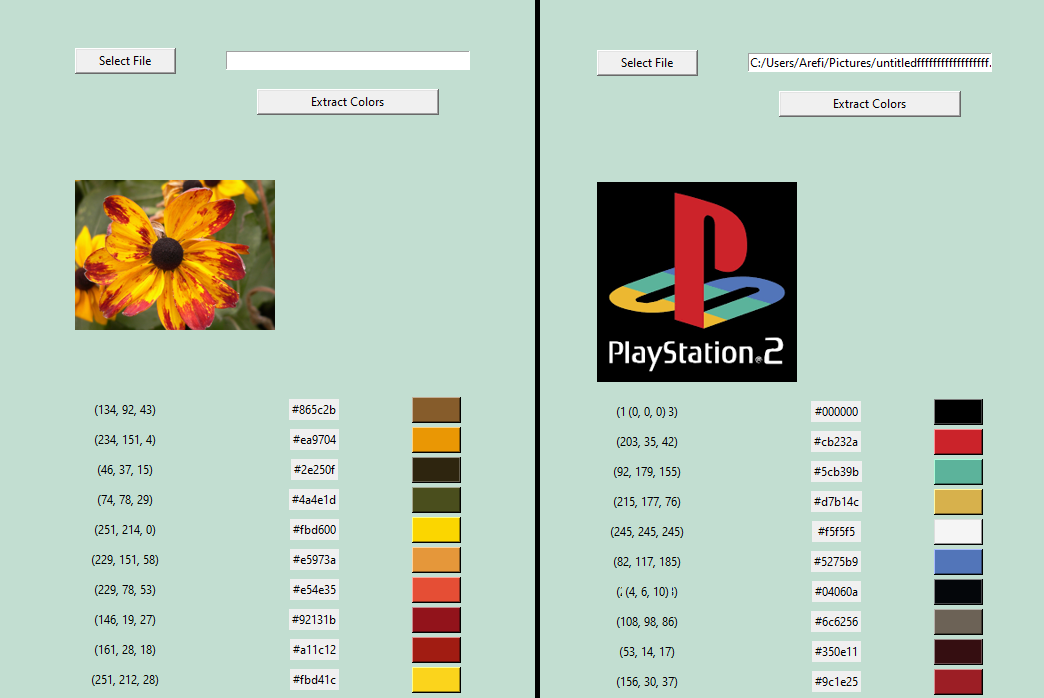 Select File
Extract Colors
(134, 92, 43) #865c2b
(234, 151, 4) #ea9704
(46, 37, 15) #2e250f
(74, 78, 29) #4a4e1d
(251, 214, 0) #fbd600
(229, 151, 58) #e5973a
(229, 78, 53) #e54e35
(146, 19, 27) #92131b
(161, 28, 18) #a11c12
(251, 212, 28) #fbd41c
Select File C:/Users/Arefi/Pictures/untitledffffffffffffffffff.
Extract Colors
PlayStation®2
(1 (0, 0, 0) 3) #000000
(203, 35, 42) #cb232a
(92, 179, 155) #5cb39b
(215, 177, 76) #d7b14c
(245, 245, 245) #f5f5f5
(82, 117, 185) #5275b9
(4, 6, 10) #04060a
(108, 98, 86) #6c6256
(53, 14, 17) #350e11
(156, 30, 37) #9c1e25